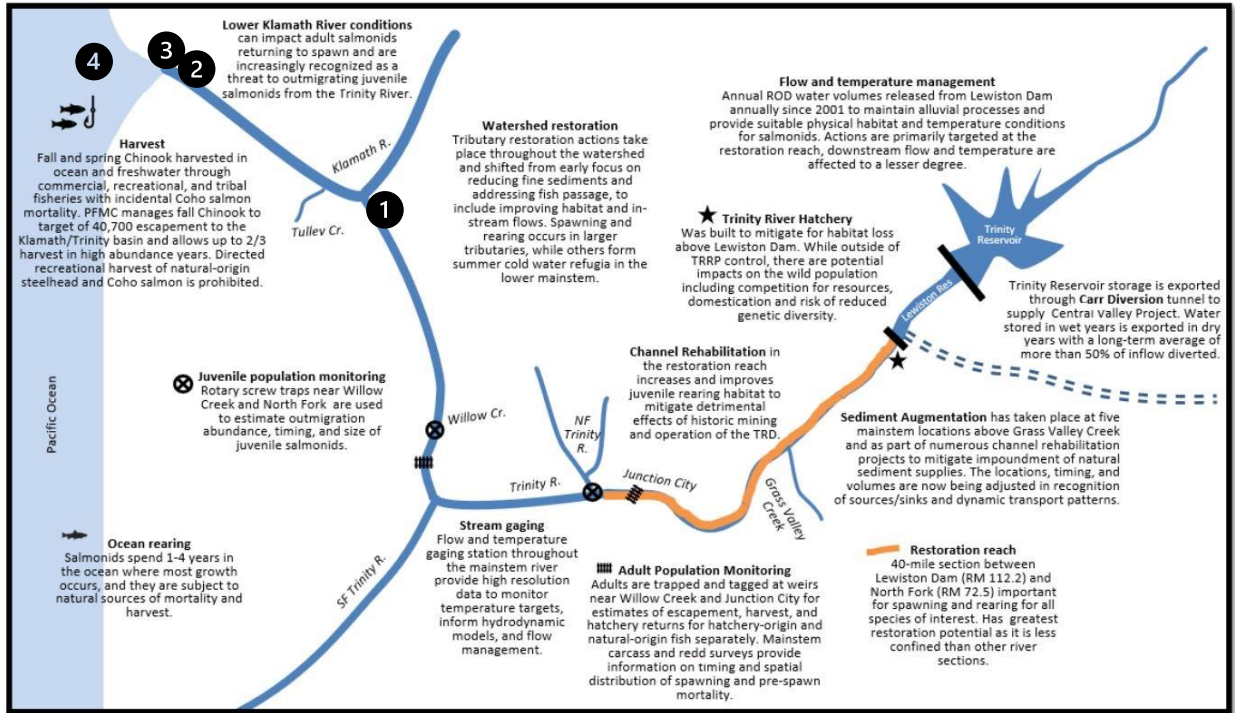 4
3
2
Lower Klamath River conditions
can impact adult salmonids
returning to spawn and are
increasingly recognized as a
threat to outmigrating juvenile
salmonids from the Trinity River.
Harvest
Fall and spring Chinook harvested in
ocean and freshwater through
commercial, recreational, and tribal
fisheries with incidental Coho salmon
mortality. PFMC manages fall Chinook to
target of 40,700 escapement to the
Klamath/Trinity basin and allows up to 2/3
harvest in high abundance years. Directed
recreational harvest of natural-origin
steelhead and Coho salmon is prohibited.
Klamath R.
Tullev Cr.
1
Watershed restoration
Tributary restoration actions take
place throughout the watershed
and shifted from early focus on
reducing fine sediments and
addressing fish passage, to
include improving habitat and in-
stream flows. Spawning and
rearing occurs in larger
tributaries, while others form
summer cold water refugia in the
lower mainstem.
Flow and temperature management
Annual ROD water volumes released from Lewiston Dam
annually since 2001 to maintain alluvial processes and
provide suitable physical habitat and temperature conditions
for salmonids. Actions are primarily targeted at the
restoration reach, downstream flow and temperature are
affected to a lesser degree.
Trinity River Hatchery
Was built to mitigate for habitat loss
above Lewiston Dam. While outside of
TRRP control, there are potential
impacts on the wild population
including competition for resources,
domestication and risk of reduced
genetic diversity.
Trinity
Reservoir
Lewiston Res
Trinity Reservoir storage is exported
through Carr Diversion tunnel to
supply Central Valley Project. Water
stored in wet years is exported in dry
years with a long-term average of
more than 50% of inflow diverted.
Pacific Ocean
Juvenile population monitoring
Rotary screw traps near Willow
Creek and North Fork are used
to estimate outmigration
abundance, timing, and size of
juvenile salmonids.
Willow Cr.
NF
Trinity
R.
Channel Rehabilitation in
the restoration reach
increases and improves
juvenile rearing habitat to
mitigate detrimental
effects of historic mining
and operation of the TRD.
Sediment Augmentation has taken place at five
mainstem locations above Grass Valley Creek
and as part of numerous channel rehabilitation
projects to mitigate impoundment of natural
sediment supplies. The locations, timing, and
volumes are now being adjusted in recognition
of sources/sinks and dynamic transport patterns.
Trinity R.
Junction City
Grass Valley
Creek
SF Trinity R.
Ocean rearing
Salmonids spend 1-4 years in
the ocean where most growth
occurs, and they are subject to
natural sources of mortality and
harvest.
Stream gaging
Flow and temperature
gaging station throughout
the mainstem river
provide high resolution
data to monitor
temperature targets,
inform hydrodynamic
models, and flow
management.
Adult Population Monitoring
Adults are trapped and tagged at weirs
near Willow Creek and Junction City for
estimates of escapement, harvest, and
hatchery returns for hatchery-origin and
natural-origin fish separately. Mainstem
carcass and redd surveys provide
information on timing and spatial
distribution of spawning and pre-spawn
mortality.
Restoration reach
40-mile section between
Lewiston Dam (RM 112.2) and
North Fork (RM 72.5) important
for spawning and rearing for all
species of interest. Has greatest
restoration potential as it is less
confined than other river
sections.